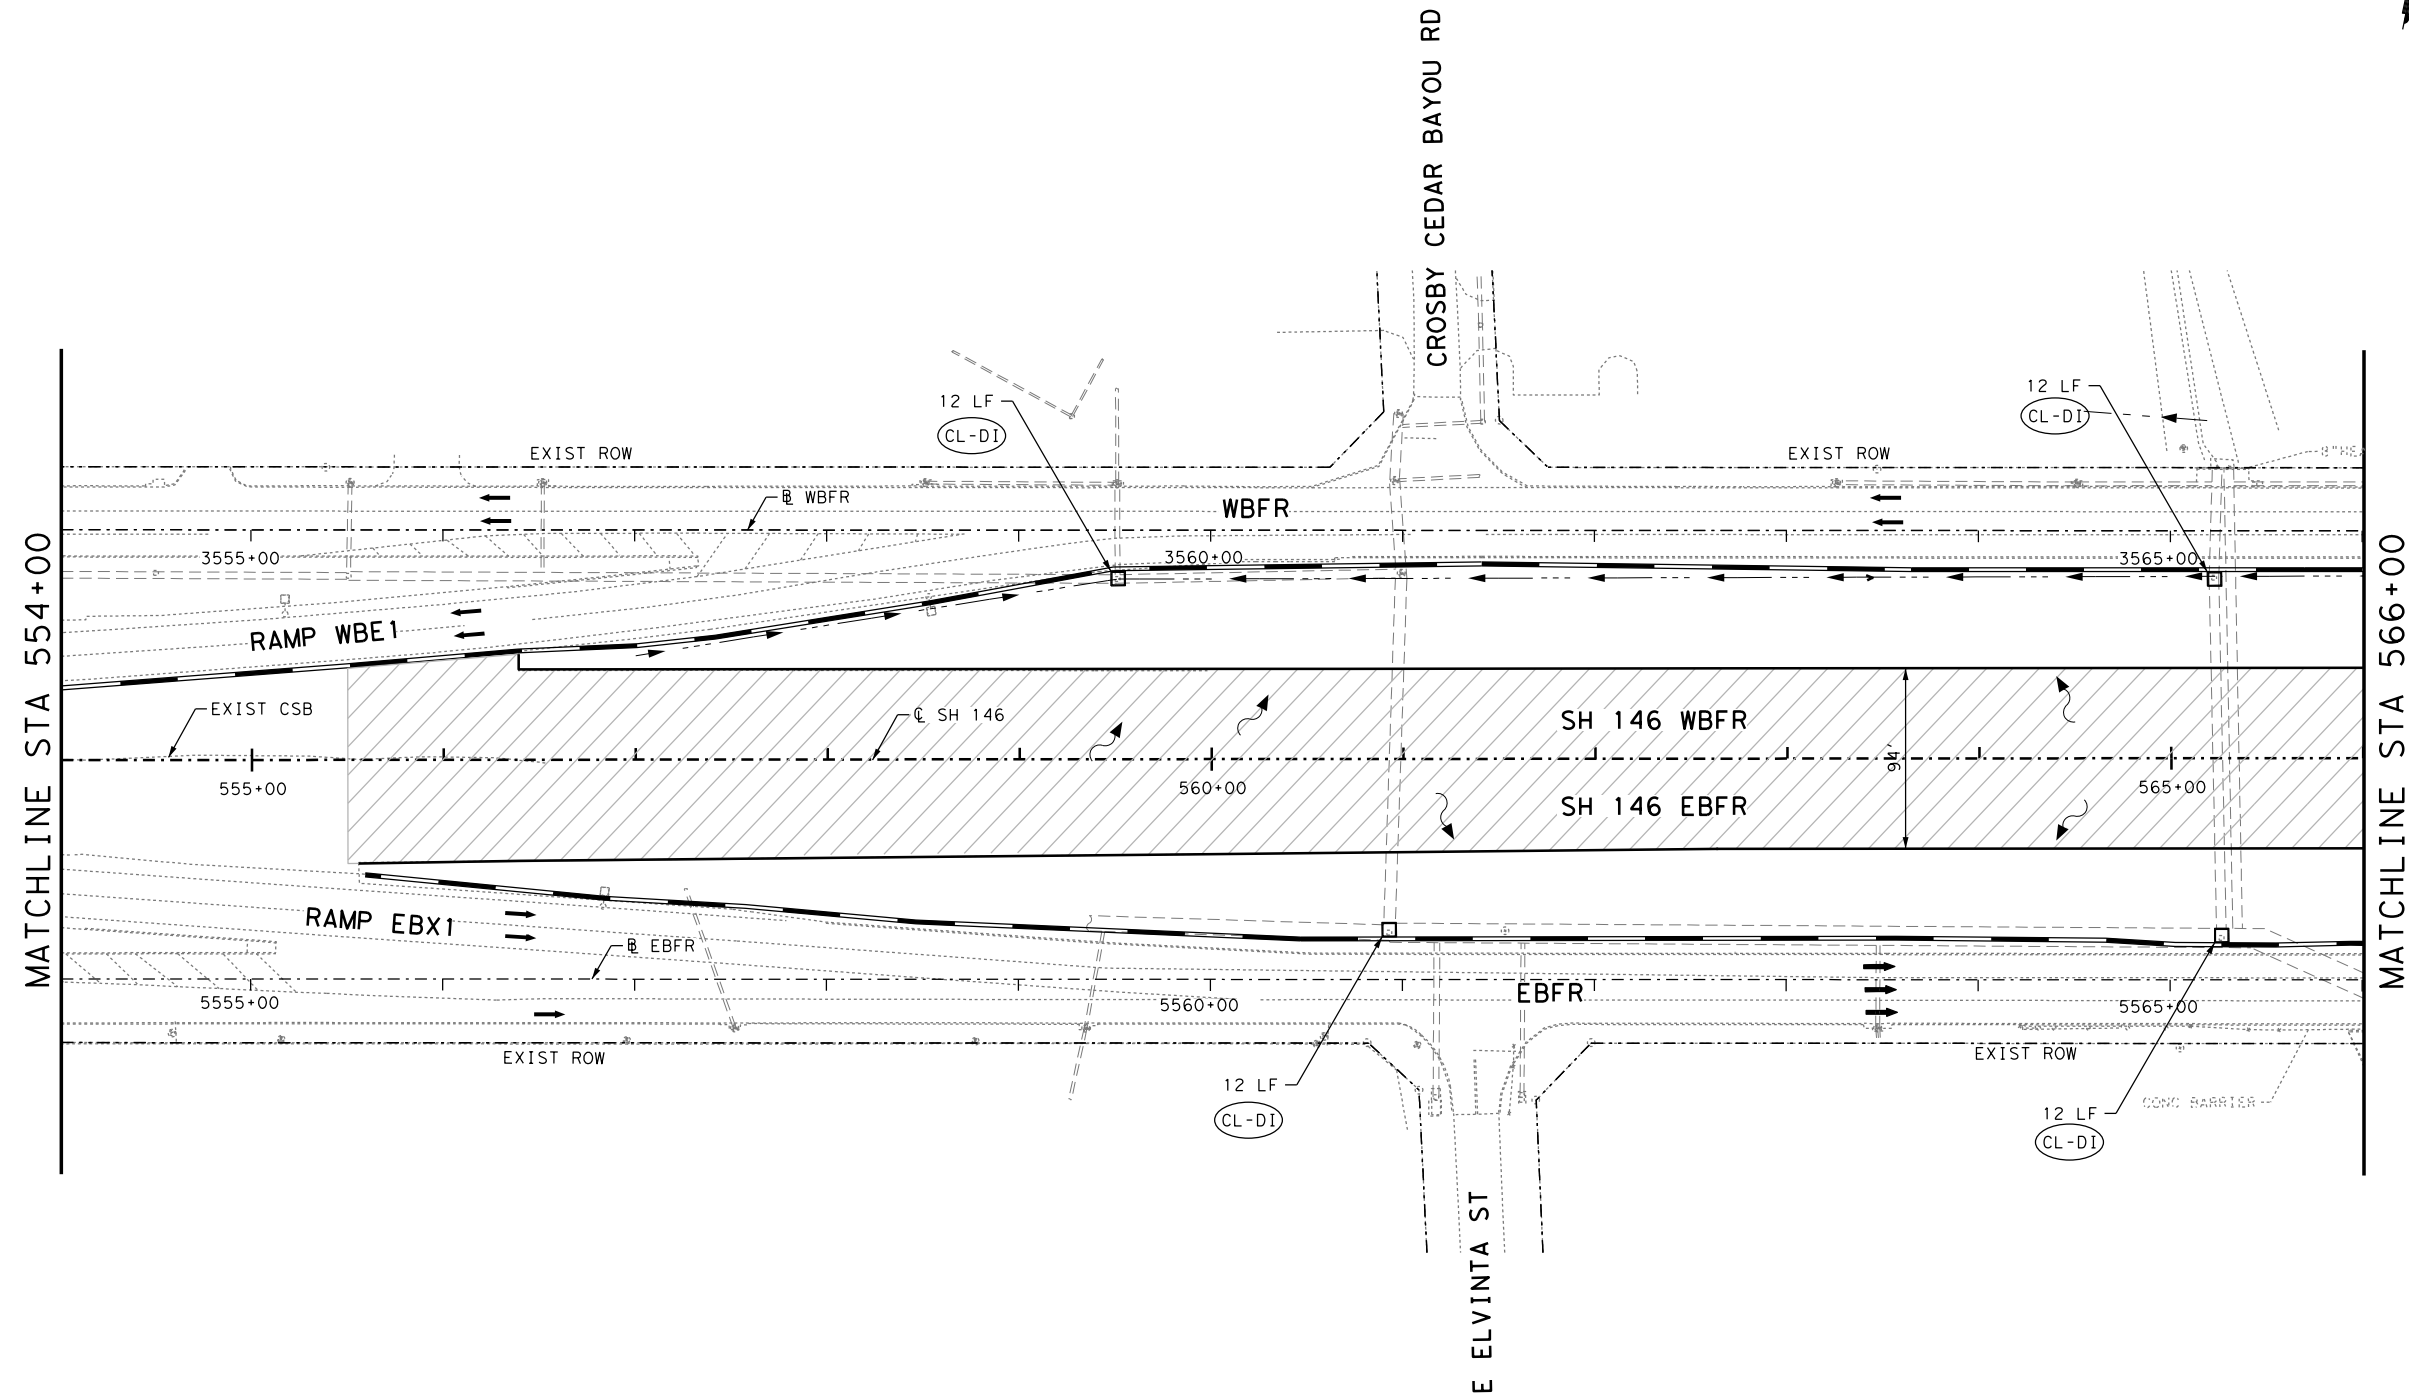 CROSBY CEDAR BAYOU RD
12 LF
CL-DI
12 LF
CL-DI
EXIST ROW
EXIST ROW
℄ WBFR
WBFR
3555+00
3560+00
3565+00
MATCHLINE STA 554+00
MATCHLINE STA 566+00
RAMP WBE1
EXIST CSB
℄ SH 146
SH 146 WBFR
94'
555+00
560+00
565+00
SH 146 EBFR
RAMP EBX1
EBFR
5555+00
5560+00
5565+00
EBFR
EXIST ROW
EXIST ROW
12 LF
CL-DI
CONC BARRIER
12 LF
CL-DI
E ELVINTA ST